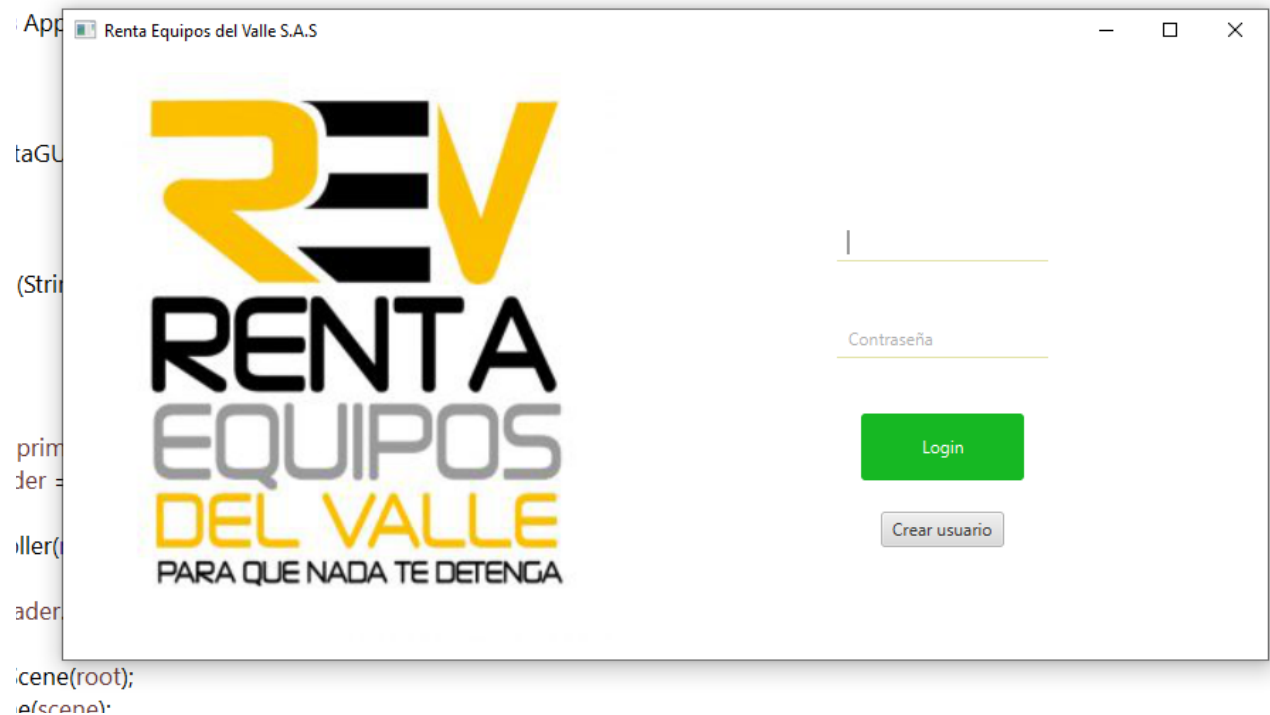 App
Renta Equipos del Valle S.A.S
REV
RENTA
EQUIPOS
DEL VALLE
PARA QUE NADA TE DETENGA
Contraseña
Login
Crear usuario
taGU
(Strin
prim
der =
ller(
ader.
Scene(root);
e(scene);